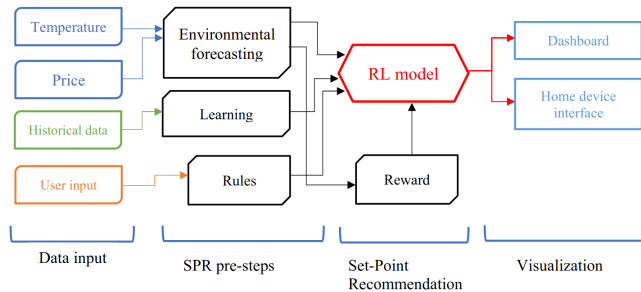 Temperature
Price
Historical data
User input
Environmental
forecasting
Learning
Rules
RL model
Reward
Dashboard
Home device
interface
Data input
SPR pre-steps
Set-Point
Recommendation
Visualization